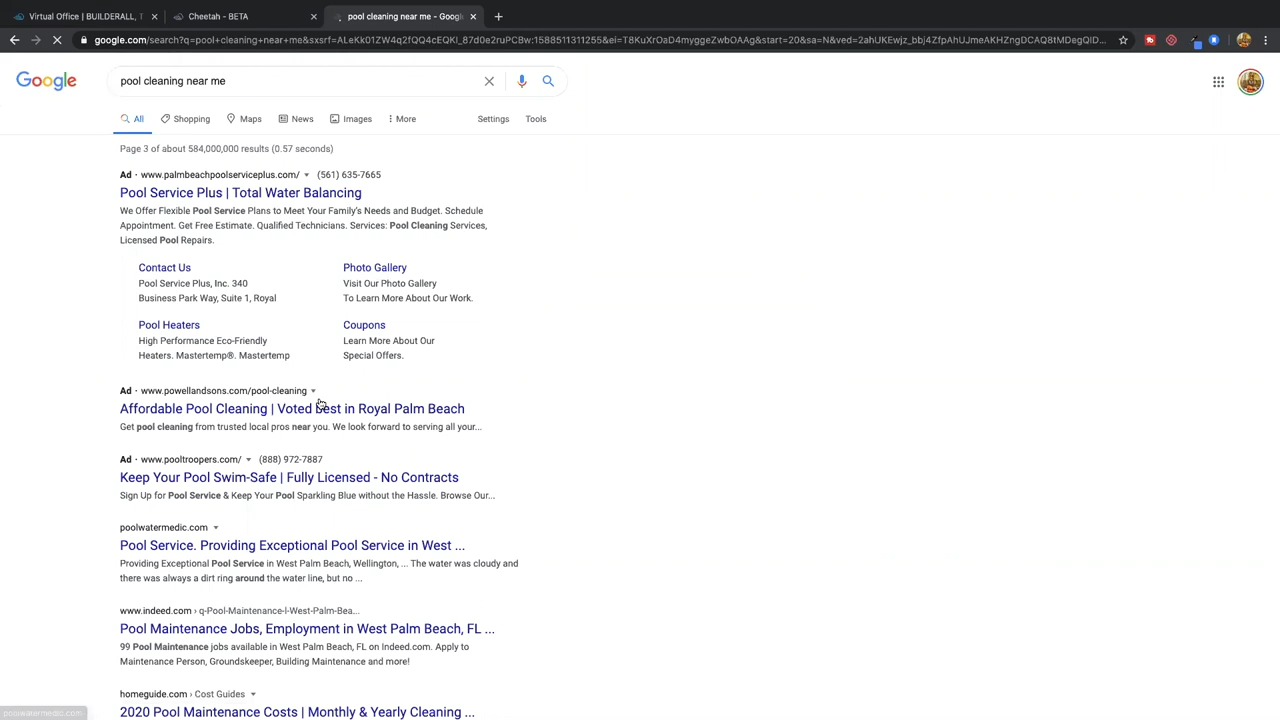 Virtual Office | BUILDERALL, T
Cheetah - BETA
pool cleaning near me - Googl
google.com/search?q=pool+cleaning+near+me&sxsrf=ALeKk01ZW4q2fQQ4cEQKl_87d0e2ruPCBw:1588511311255&ei=T8KuXrOaD4myggeZwbOAAg&start=20&sa=N&ved=2ahUKEwjz_bbj4ZfpAhUJmeAKHZngDCAQ8tMDegQID...
Google
pool cleaning near me
All
Shopping
Maps
News
Images
More
Settings
Tools
Page 3 of about 584,000,000 results (0.57 seconds)
Ad · www.palmbeachpoolserviceplus.com/ (561) 635-7665
Pool Service Plus | Total Water Balancing
We Offer Flexible Pool Service Plans to Meet Your Family's Needs and Budget. Schedule
Appointment. Get Free Estimate. Qualified Technicians. Services: Pool Cleaning Services,
Licensed Pool Repairs.
Contact Us
Pool Service Plus, Inc. 340
Business Park Way, Suite 1, Royal
Photo Gallery
Visit Our Photo Gallery
To Learn More About Our Work.
Pool Heaters
High Performance Eco-Friendly
Heaters. Mastertemp®. Mastertemp
Coupons
Learn More About Our
Special Offers.
Ad · www.powellandsons.com/pool-cleaning
Affordable Pool Cleaning | Voted Best in Royal Palm Beach
Get pool cleaning from trusted local pros near you. We look forward to serving all your...
Ad · www.pooltroopers.com/ (888) 972-7887
Keep Your Pool Swim-Safe | Fully Licensed - No Contracts
Sign Up for Pool Service & Keep Your Pool Sparkling Blue without the Hassle. Browse Our...
poolwatermedic.com
Pool Service. Providing Exceptional Pool Service in West ...
Providing Exceptional Pool Service in West Palm Beach, Wellington, ... The water was cloudy and
there was always a dirt ring around the water line, but no ...
www.indeed.com › q-Pool-Maintenance-l-West-Palm-Bea...
Pool Maintenance Jobs, Employment in West Palm Beach, FL ...
99 Pool Maintenance jobs available in West Palm Beach, FL on Indeed.com. Apply to
Maintenance Person, Groundskeeper, Building Maintenance and more!
homeguide.com › Cost Guides
2020 Pool Maintenance Costs | Monthly & Yearly Cleaning ...
poolwatermedic.com